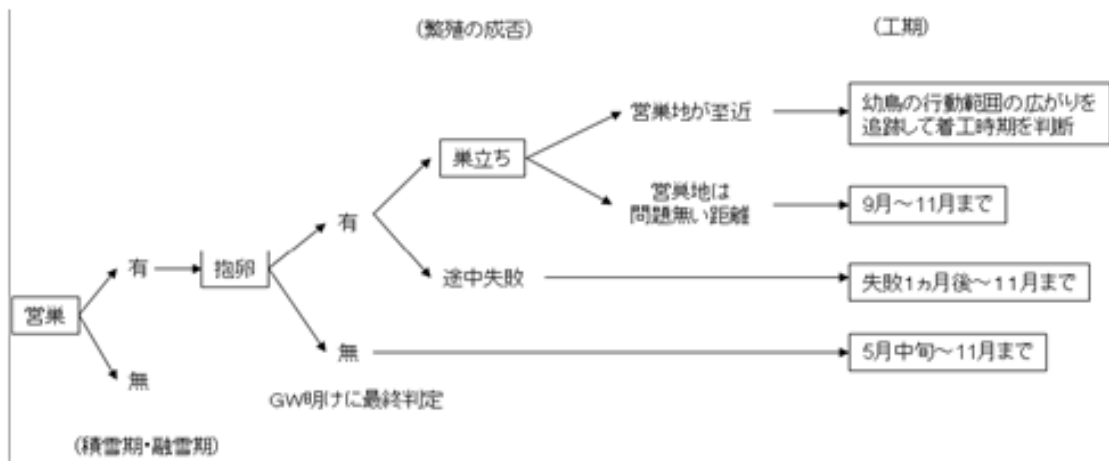 (繁殖の成否)
(工期)
営巣地が至近
幼鳥の行動範囲の広がりを
追跡して着工時期を判断
巣立ち
営巣地は
問題無い距離
9月～11月まで
有
有
抱卵
途中失敗
失敗1ヵ月後～11月まで
営巣
無
5月中旬～11月まで
無
GW明けに最終判定
(積雪期・融雪期)